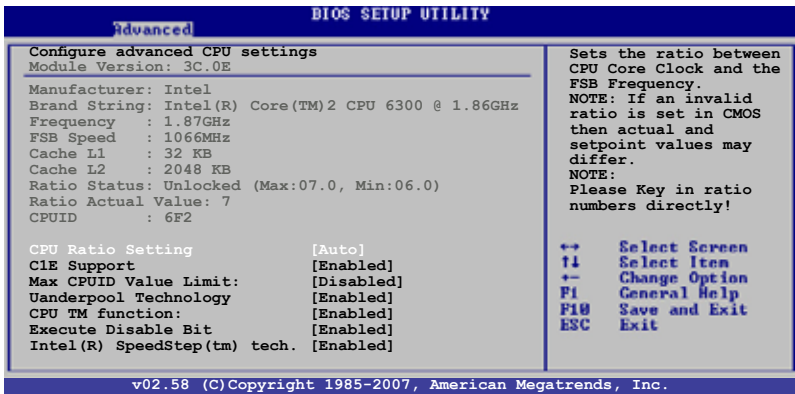 BIOS SETUP UTILITY
Advanced
Configure advanced CPU settings
Module Version: 3C.0E
Manufacturer: Intel
Brand String: Intel(R) Core(TM)2 CPU 6300 @ 1.86GHz
Frequency : 1.87GHz
FSB Speed : 1066MHz
Cache L1 : 32 KB
Cache L2 : 2048 KB
Ratio Status: Unlocked (Max:07.0, Min:06.0)
Ratio Actual Value: 7
CPUID : 6F2
CPU Ratio Setting [Auto]
C1E Support [Enabled]
Max CPUID Value Limit: [Disabled]
Uanderpool Technology [Enabled]
CPU TM function: [Enabled]
Execute Disable Bit [Enabled]
Intel(R) SpeedStep(tm) tech. [Enabled]
Sets the ratio between
CPU Core Clock and the
FSB Frequency.
NOTE: If an invalid
ratio is set in CMOS
then actual and
setpoint values may
differ.
NOTE:
Please Key in ratio
numbers directly!
←→ Select Screen
↑↓ Select Item
+- Change Option
F1 General Help
F10 Save and Exit
ESC Exit
v02.58 (C)Copyright 1985-2007, American Megatrends, Inc.